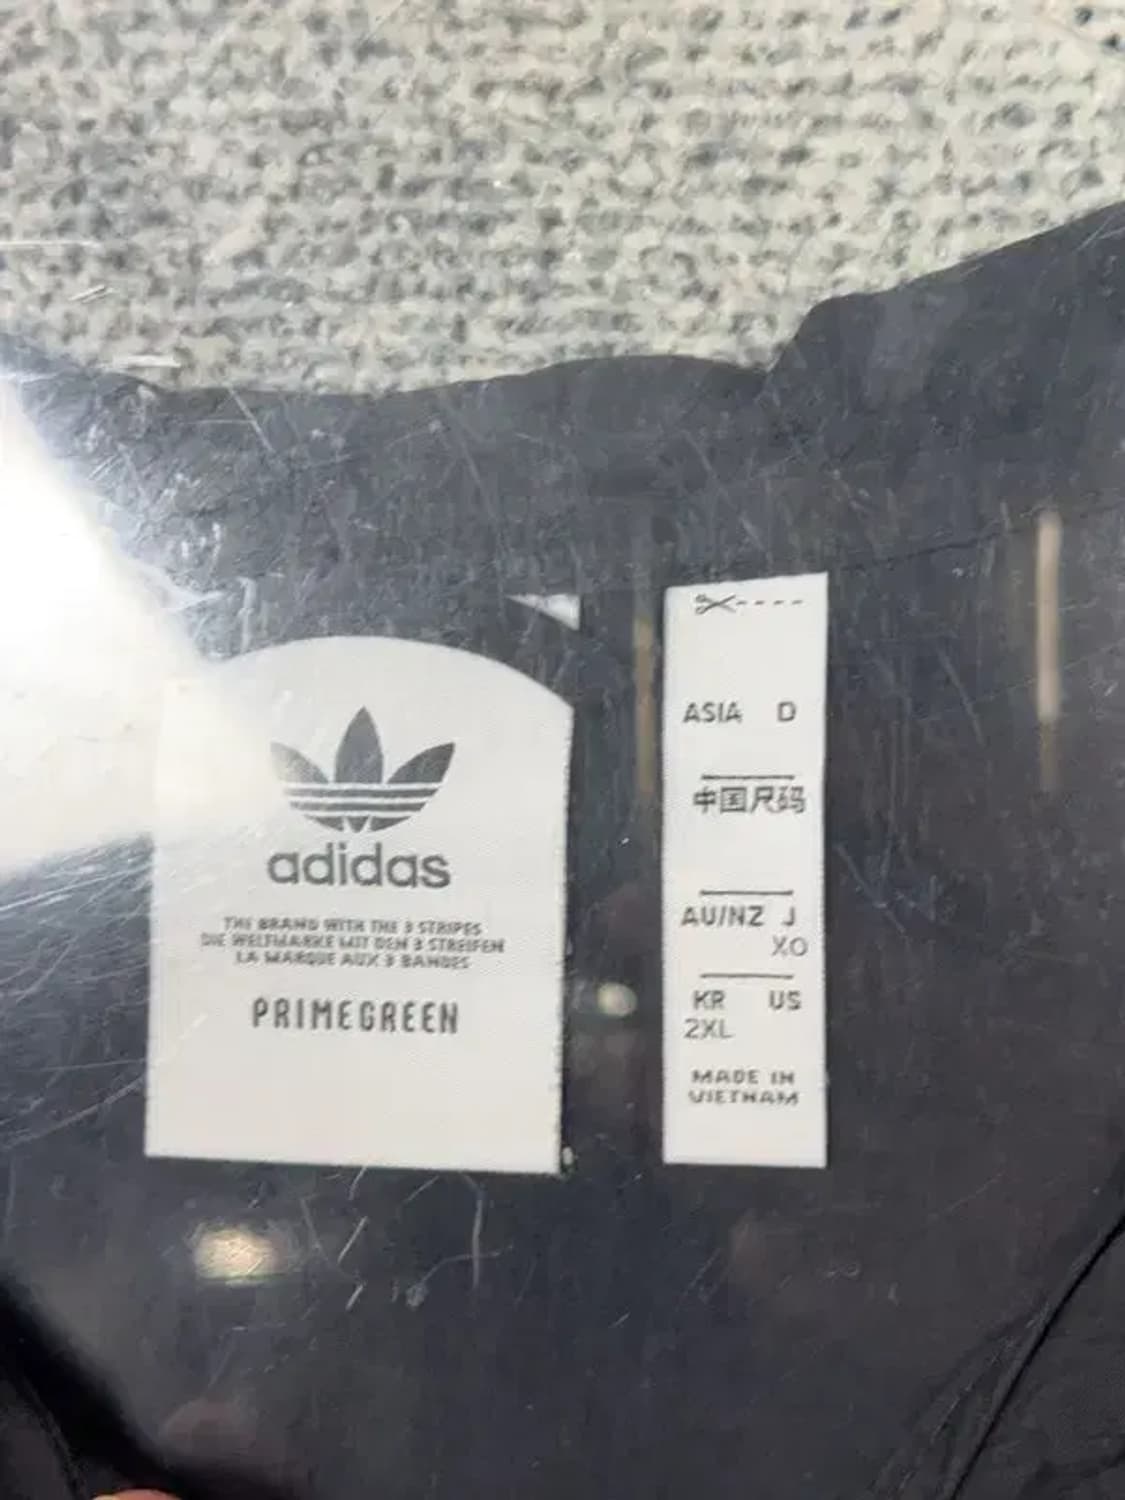 adidas
THE BRAND WITH THE 3 STRIPES
DIE WELTMARKE MIT DEN 3 STREIFEN
LA MARQUE AUX 3 BANDES
PRIMEGREEN
ASIA D
中国尺码
AU/NZ J
XO
KR US
2XL
MADE IN
VIETNAM